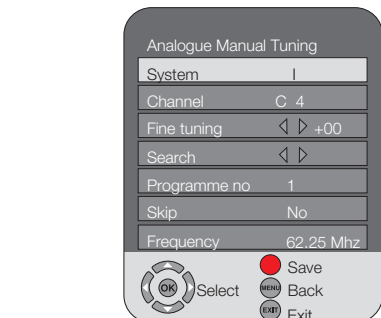 Analogue Manual Tuning
System I
Channel C 4
Fine tuning +00
Search
Programme no 1
Skip No
Frequency 62.25 Mhz
OK Select
Save
MENU Back
EXIT Exit